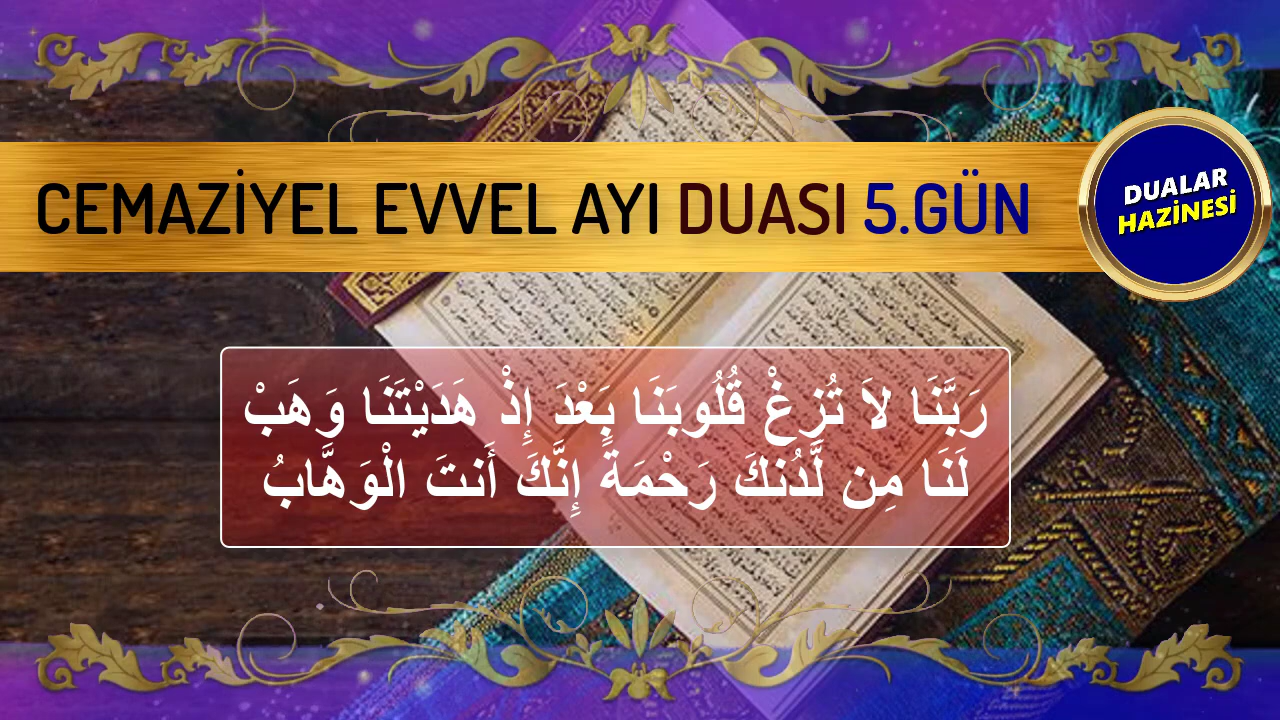 CEMAZİYEL EVVEL AYI DUASI 5.GÜN
DUALAR
HAZİNESİ
رَبَّنَا لاَ تُزِغْ قُلُوبَنَا بَعْدَ إِذْ هَدَيْتَنَا وَهَبْ
لَنَا مِن لَّدُنكَ رَحْمَةً إِنَّكَ أَنتَ الْوَهَّابُ